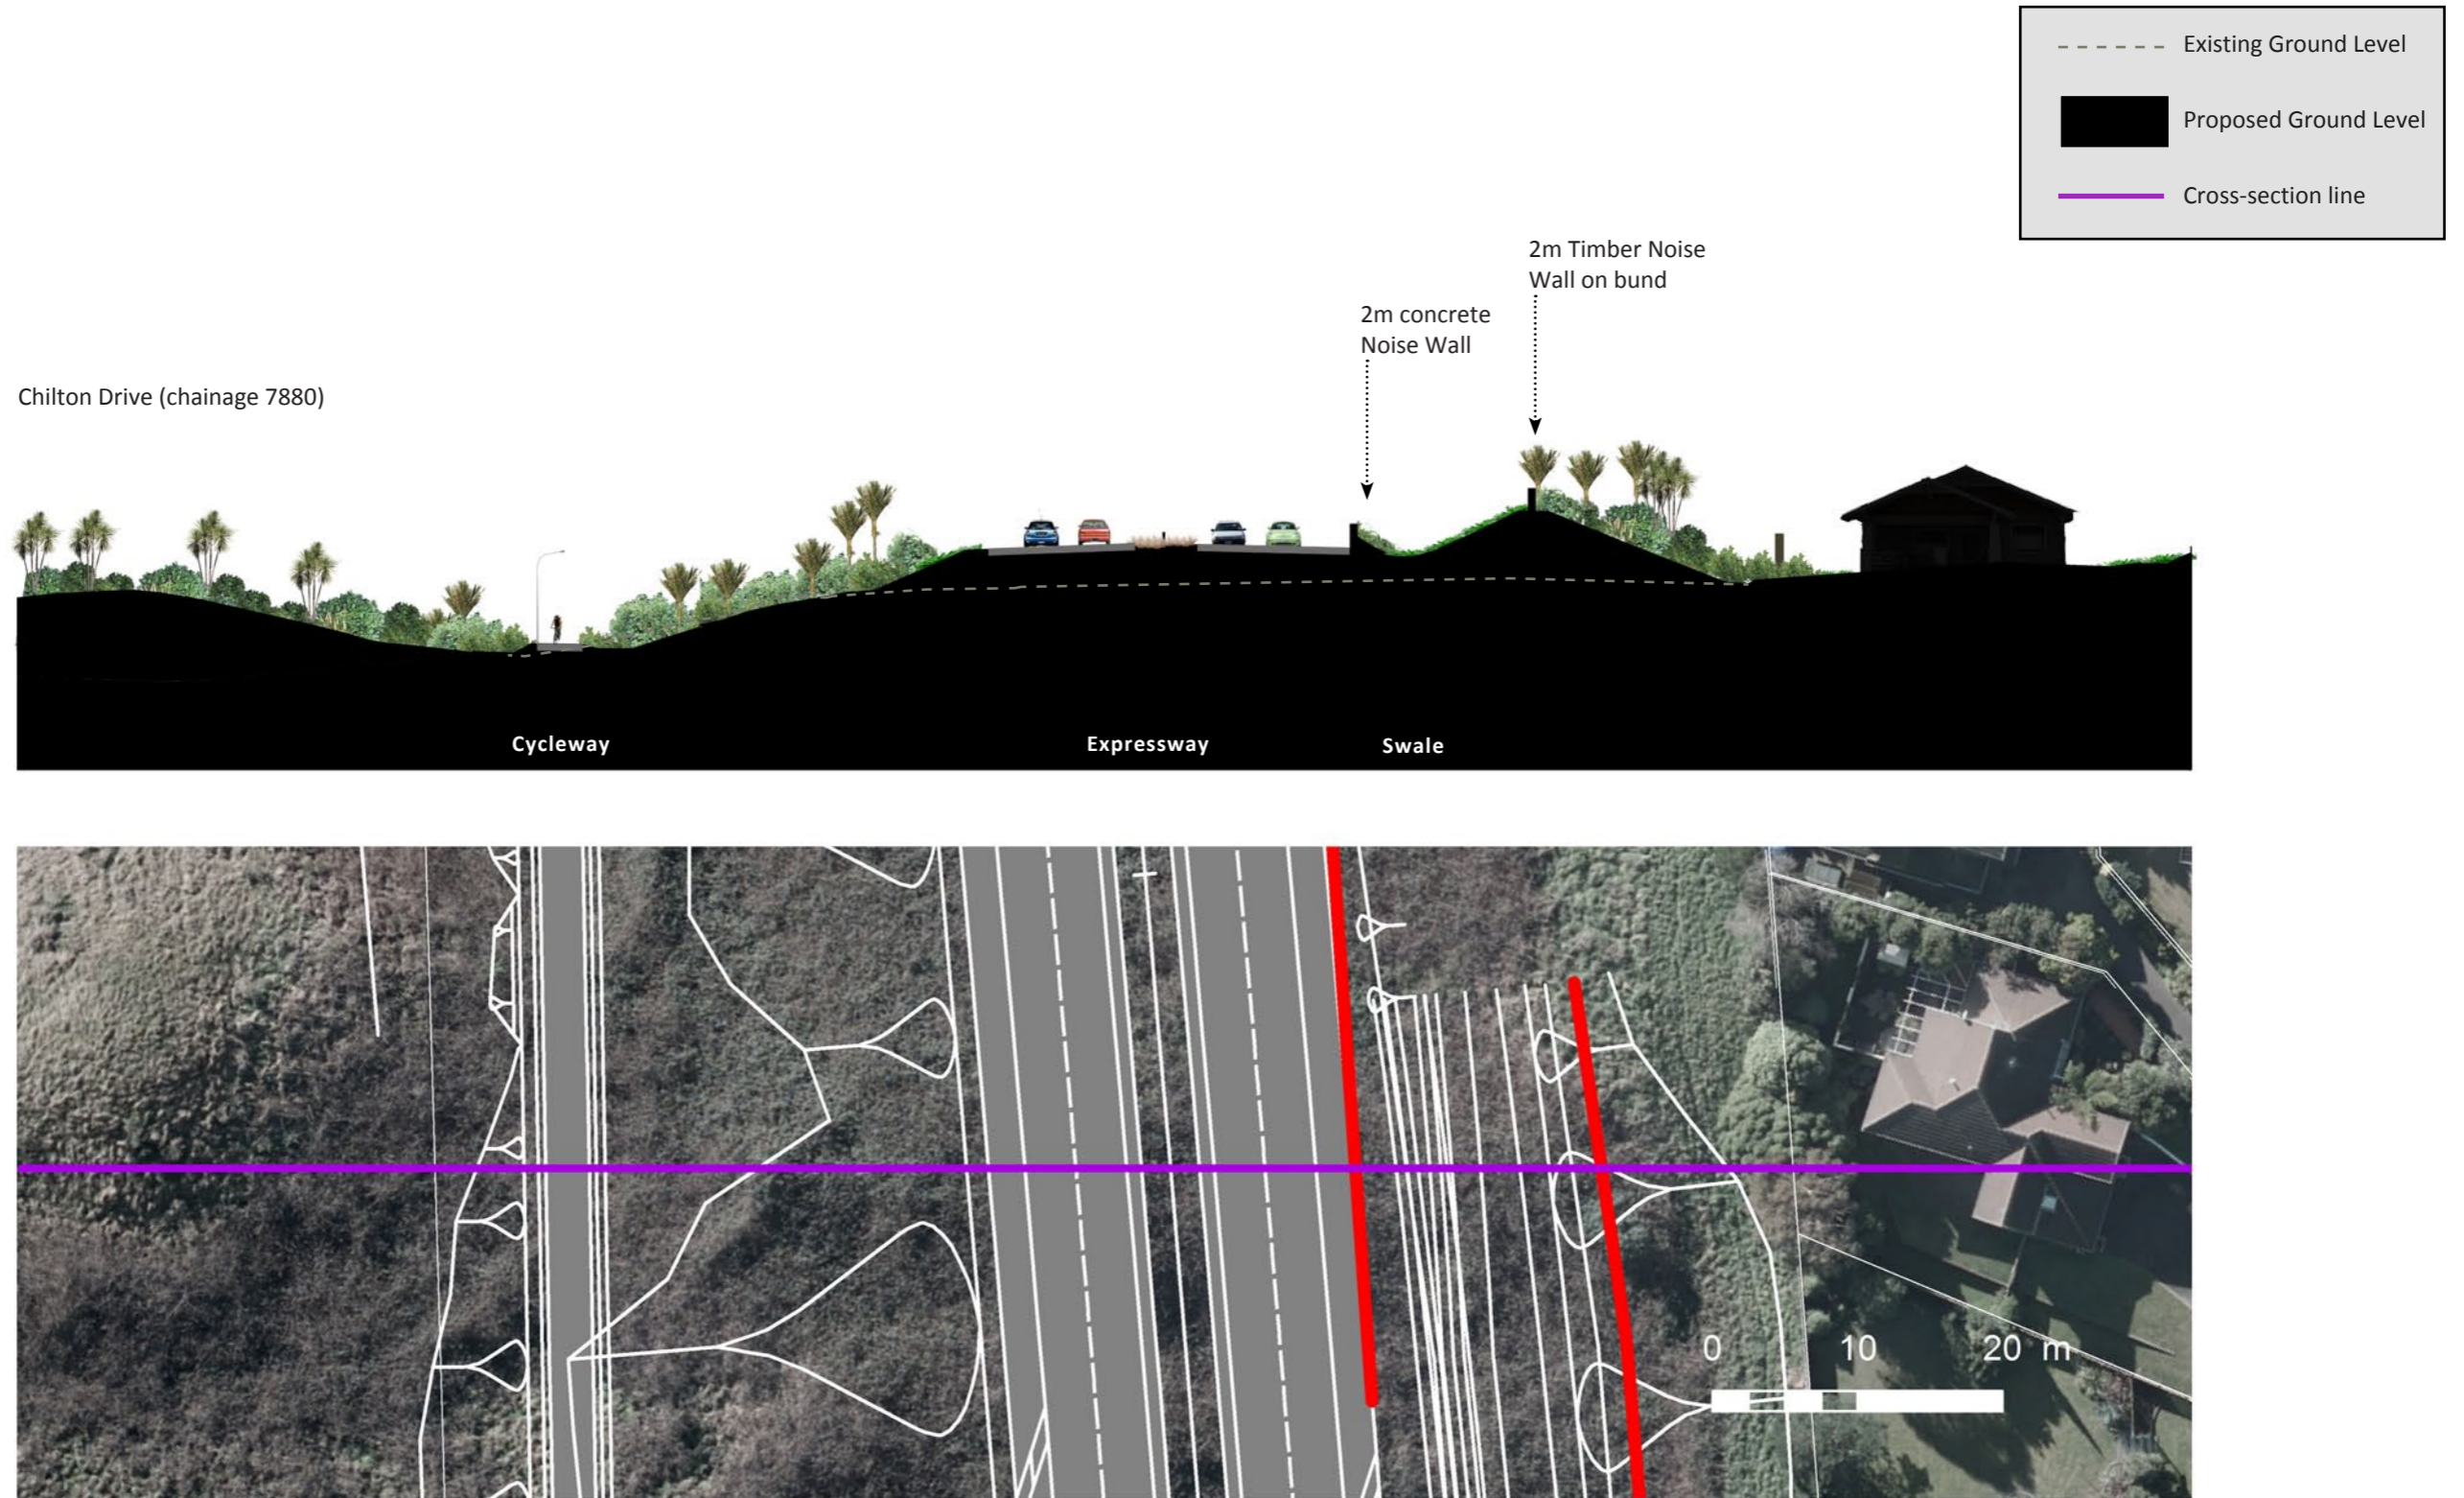 Existing Ground Level
Proposed Ground Level
Cross-section line
2m Timber Noise
Wall on bund
2m concrete
Noise Wall
Chilton Drive (chainage 7880)
Cycleway
Expressway
Swale
0 10 20 m